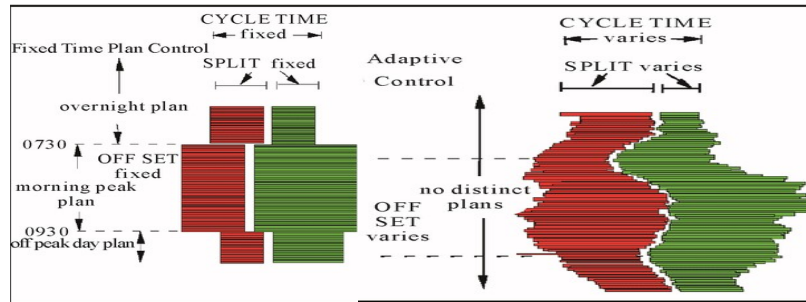 CYCLE TIME
fixed
Fixed Time Plan Control
SPLIT fixed
overnight plan
0730
OFF SET
fixed
morning peak
plan
0930
off peak day plan
CYCLE TIME
varies
Adaptive
Control
SPLIT varies
no distinct plans
OFF SET
varies